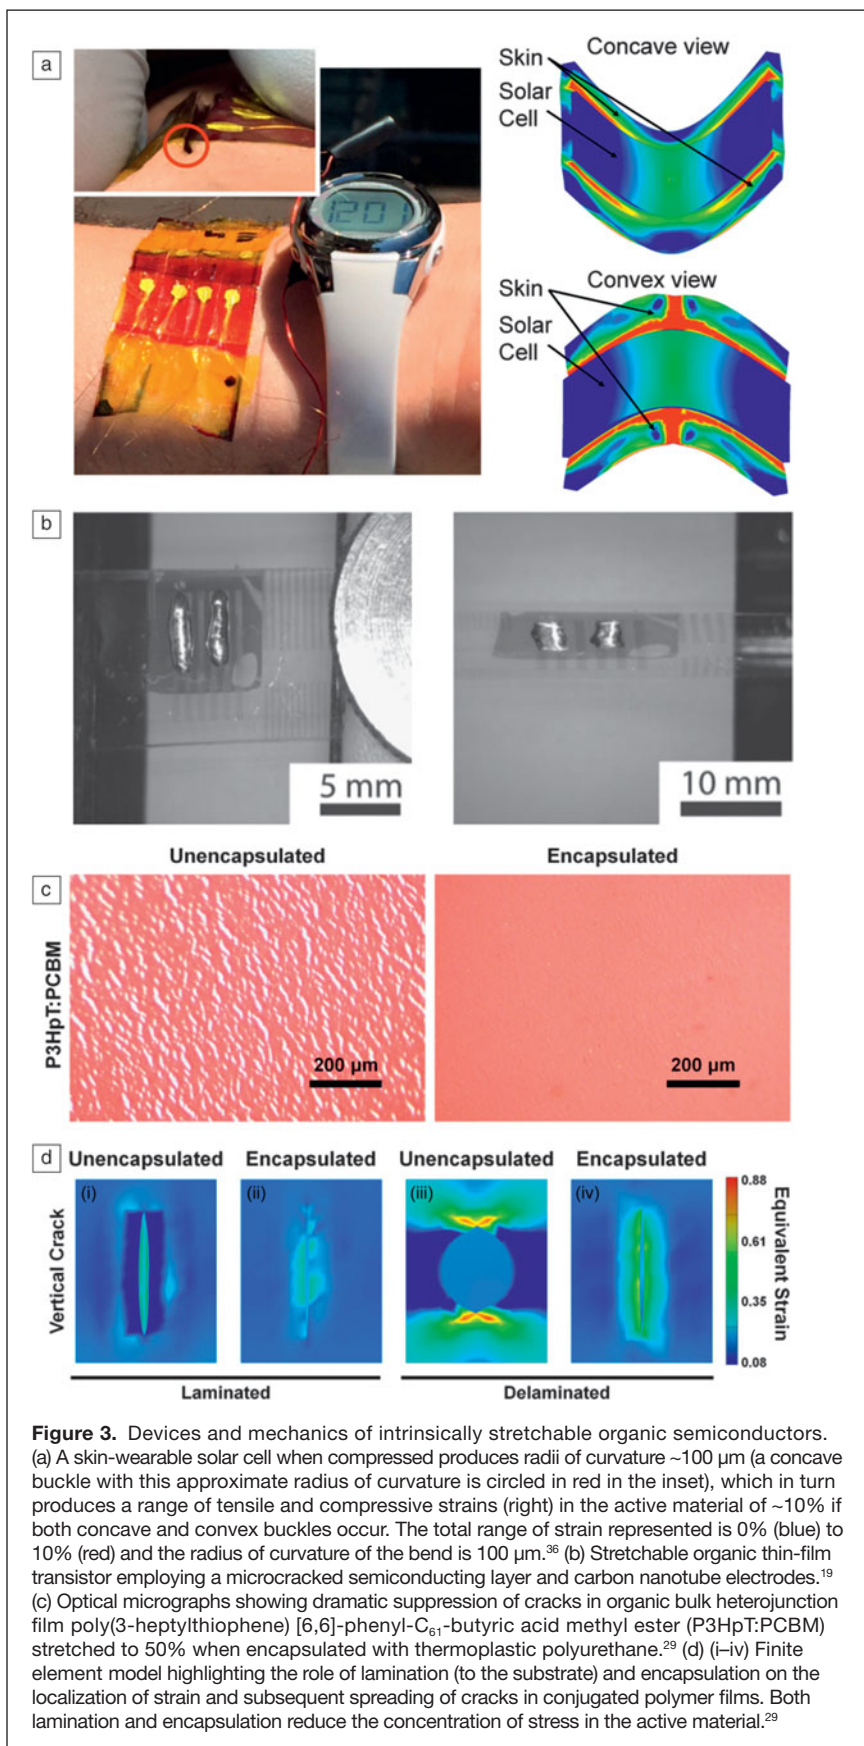 a
Concave view
Skin
Solar
Cell
1201
Convex view
Skin
Solar
Cell
b
5 mm
10 mm
Unencapsulated
Encapsulated
c
P3HpT:PCBM
200 µm
200 µm
d
Unencapsulated
Encapsulated
Unencapsulated
Encapsulated
Vertical Crack
(i)
(ii)
(iii)
(iv)
0.88
0.61
0.35
0.08
Equivalent Strain
Laminated
Delaminated
Figure 3. Devices and mechanics of intrinsically stretchable organic semiconductors.
(a) A skin-wearable solar cell when compressed produces radii of curvature ~100 µm (a concave
buckle with this approximate radius of curvature is circled in red in the inset), which in turn
produces a range of tensile and compressive strains (right) in the active material of ~10% if
both concave and convex buckles occur. The total range of strain represented is 0% (blue) to
10% (red) and the radius of curvature of the bend is 100 µm.³⁶ (b) Stretchable organic thin-film
transistor employing a microcracked semiconducting layer and carbon nanotube electrodes.¹⁹
(c) Optical micrographs showing dramatic suppression of cracks in organic bulk heterojunction
film poly(3-heptylthiophene) [6,6]-phenyl-C₆₁-butyric acid methyl ester (P3HpT:PCBM)
stretched to 50% when encapsulated with thermoplastic polyurethane.²⁹ (d) (i–iv) Finite
element model highlighting the role of lamination (to the substrate) and encapsulation on the
localization of strain and subsequent spreading of cracks in conjugated polymer films. Both
lamination and encapsulation reduce the concentration of stress in the active material.²⁹